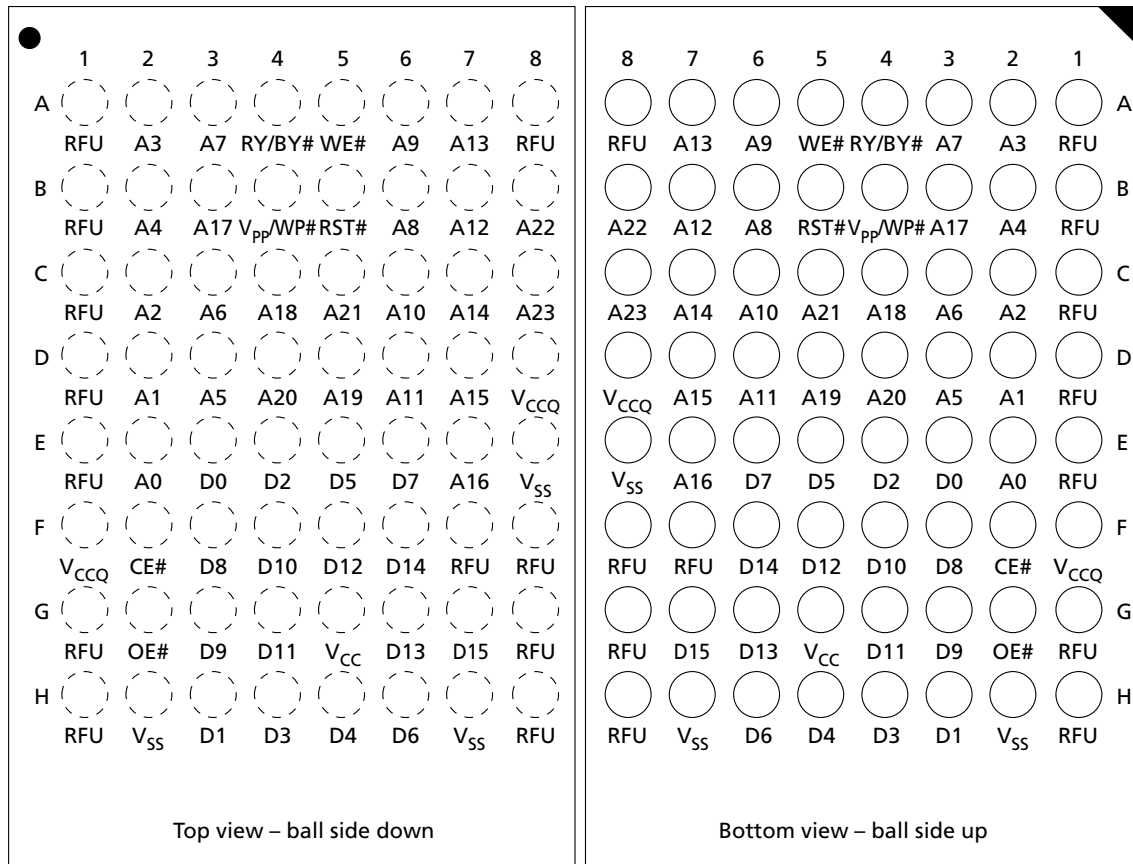 1 2 3 4 5 6 7 8
A
RFU A3 A7 RY/BY# WE# A9 A13 RFU
B
RFU A4 A17 VPP/WP# RST# A8 A12 A22
C
RFU A2 A6 A18 A21 A10 A14 A23
D
RFU A1 A5 A20 A19 A11 A15 VCCQ
E
RFU A0 D0 D2 D5 D7 A16 VSS
F
VCCQ CE# D8 D10 D12 D14 RFU RFU
G
RFU OE# D9 D11 VCC D13 D15 RFU
H
RFU VSS D1 D3 D4 D6 VSS RFU
Top view – ball side down
8 7 6 5 4 3 2 1
A
RFU A13 A9 WE# RY/BY# A7 A3 RFU
B
A22 A12 A8 RST# VPP/WP# A17 A4 RFU
C
A23 A14 A10 A21 A18 A6 A2 RFU
D
VCCQ A15 A11 A19 A20 A5 A1 RFU
E
VSS A16 D7 D5 D2 D0 A0 RFU
F
RFU RFU D14 D12 D10 D8 CE# VCCQ
G
RFU D15 D13 VCC D11 D9 OE# RFU
H
RFU VSS D6 D4 D3 D1 VSS RFU
Bottom view – ball side up